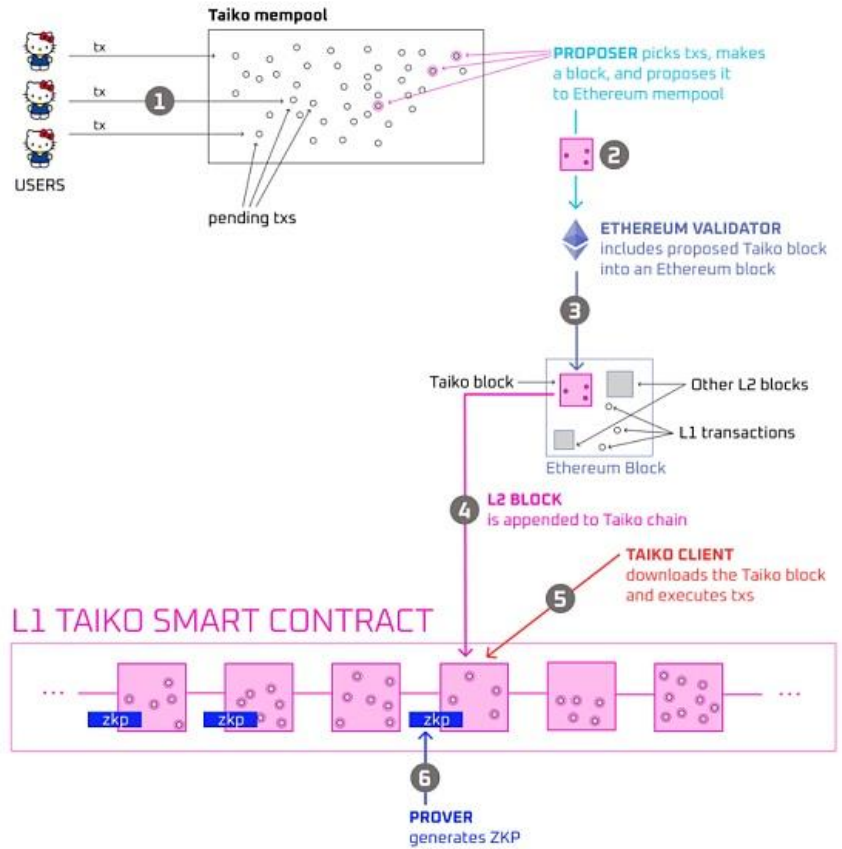 Taiko mempool
tx
tx
tx
1
USERS
pending txs
PROPOSER picks txs, makes
a block, and proposes it
to Ethereum mempool
2
ETHEREUM VALIDATOR
includes proposed Taiko block
into an Ethereum block
3
Taiko block
Other L2 blocks
L1 transactions
Ethereum Block
4
L2 BLOCK
is appended to Taiko chain
TAIKO CLIENT
downloads the Taiko block
and executes txs
5
L1 TAIKO SMART CONTRACT
...
...
zkp
zkp
zkp
6
PROVER
generates ZKP